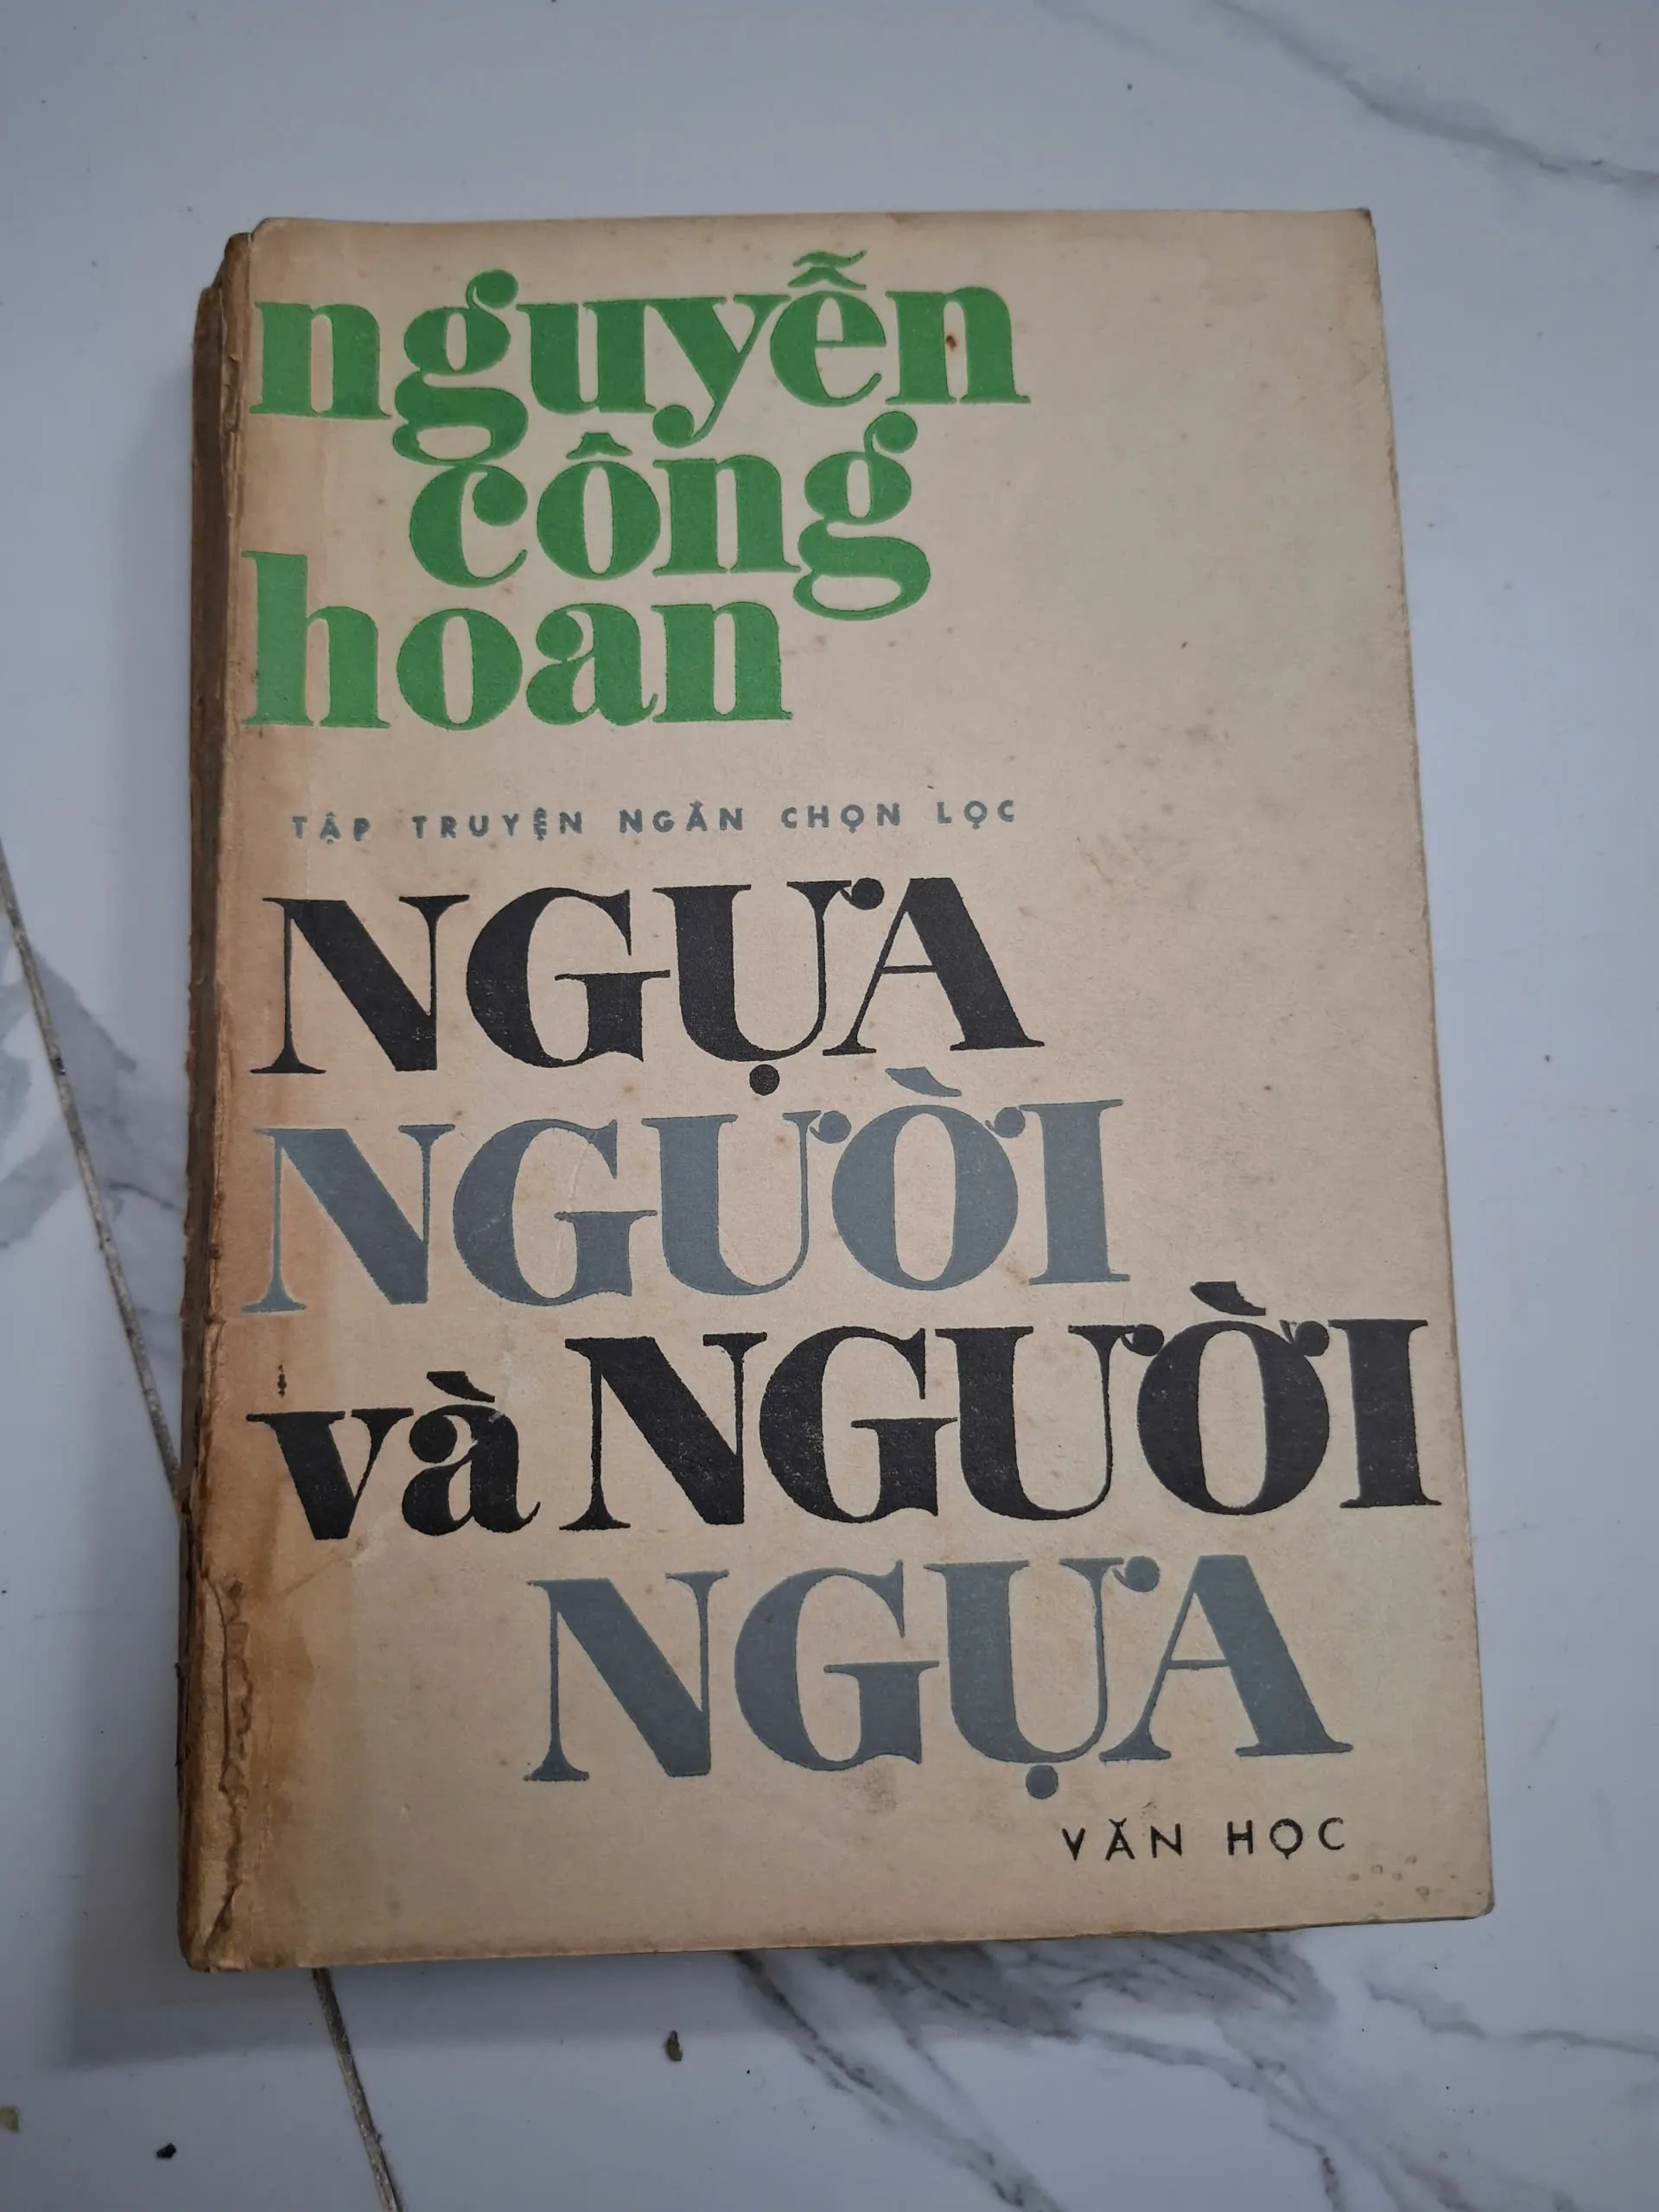 nguyễn
công
hoan
TẬP TRUYỆN NGẮN CHỌN LỌC
NGỰA
NGƯỜI
và NGƯỜI
NGỰA
VĂN HỌC